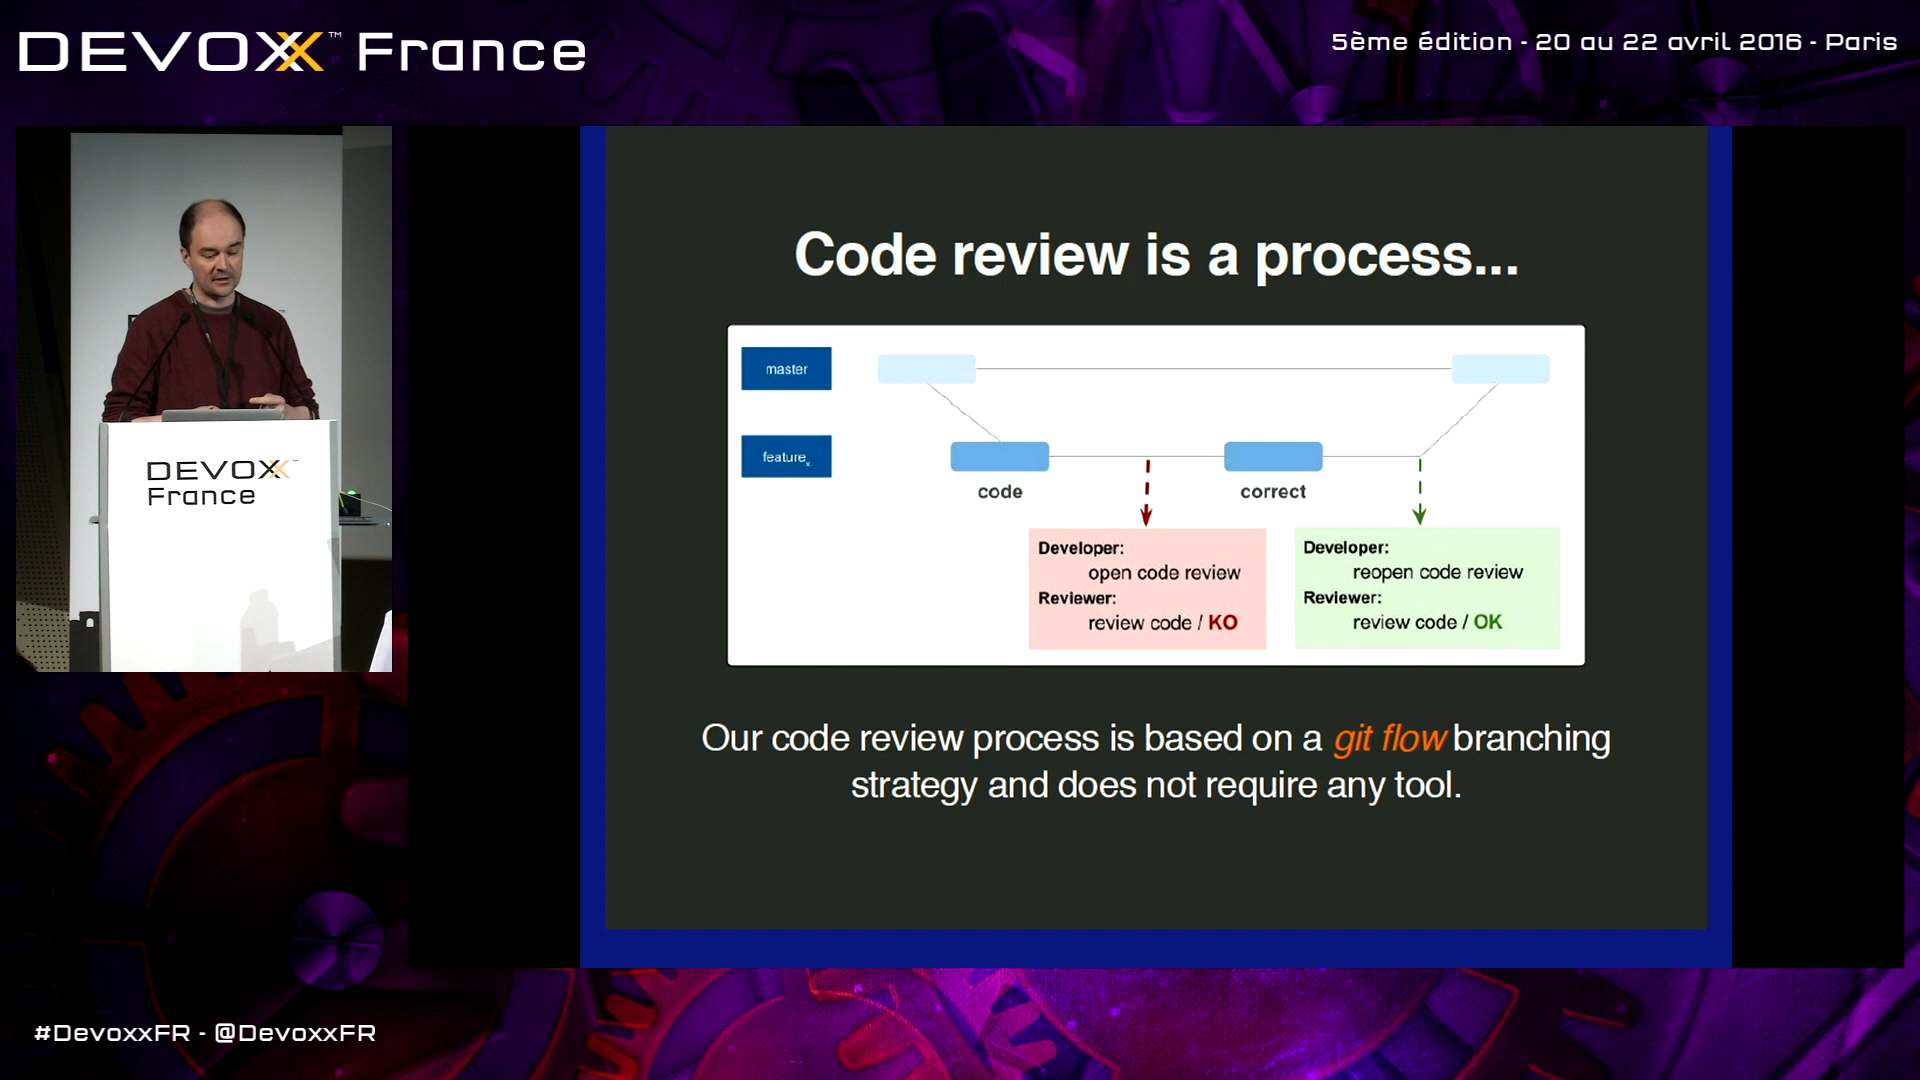 DEVOXX™ France
5ème édition - 20 au 22 avril 2016 - Paris
DEVOXX™
France
Code review is a process...
master
feature x
code
correct
Developer:
open code review
Reviewer:
review code / KO
Developer:
reopen code review
Reviewer:
review code / OK
Our code review process is based on a git flow branching
strategy and does not require any tool.
#DevoxxFR - @DevoxxFR